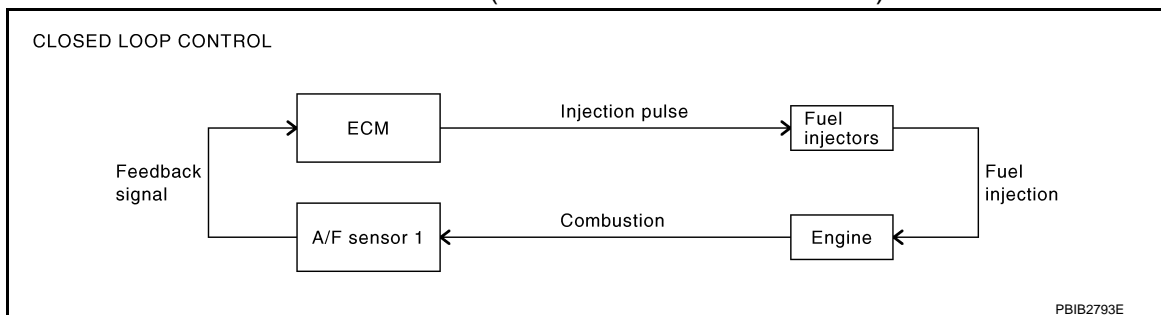 CLOSED LOOP CONTROL
ECM
Injection pulse
Fuel
injectors
Feedback
signal
Fuel
injection
A/F sensor 1
Combustion
Engine
PBIB2793E